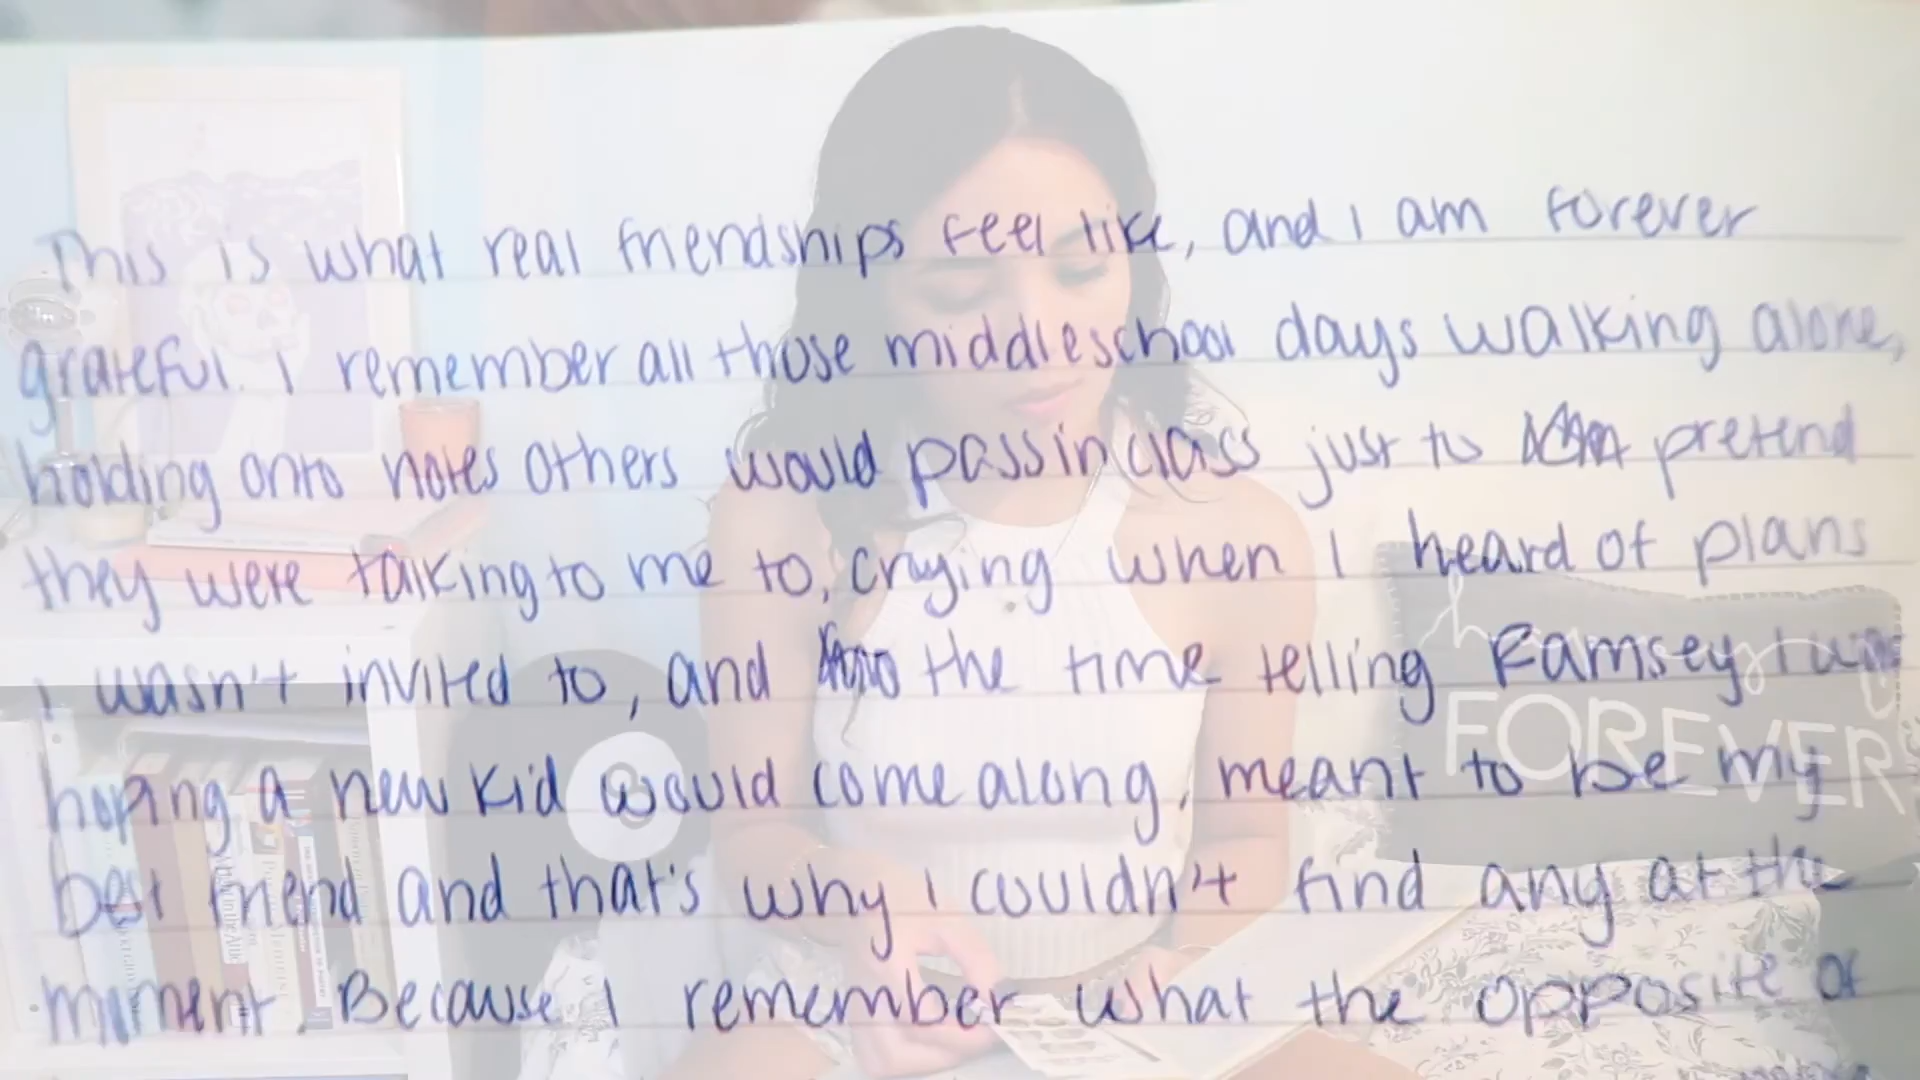 This is what real friendships feel like, and I am forever
grateful. I remember all those middleschool days walking alone,
holding onto notes others would pass in class just to pretend
they were talking to me to, crying when I heard of plans
I wasn't invited to, and the time telling Ramsey
hoping a new kid would come along, meant to be my
best friend and that's why I couldn't find any at the
moment. Because I remember what the opposite of
FOREVER